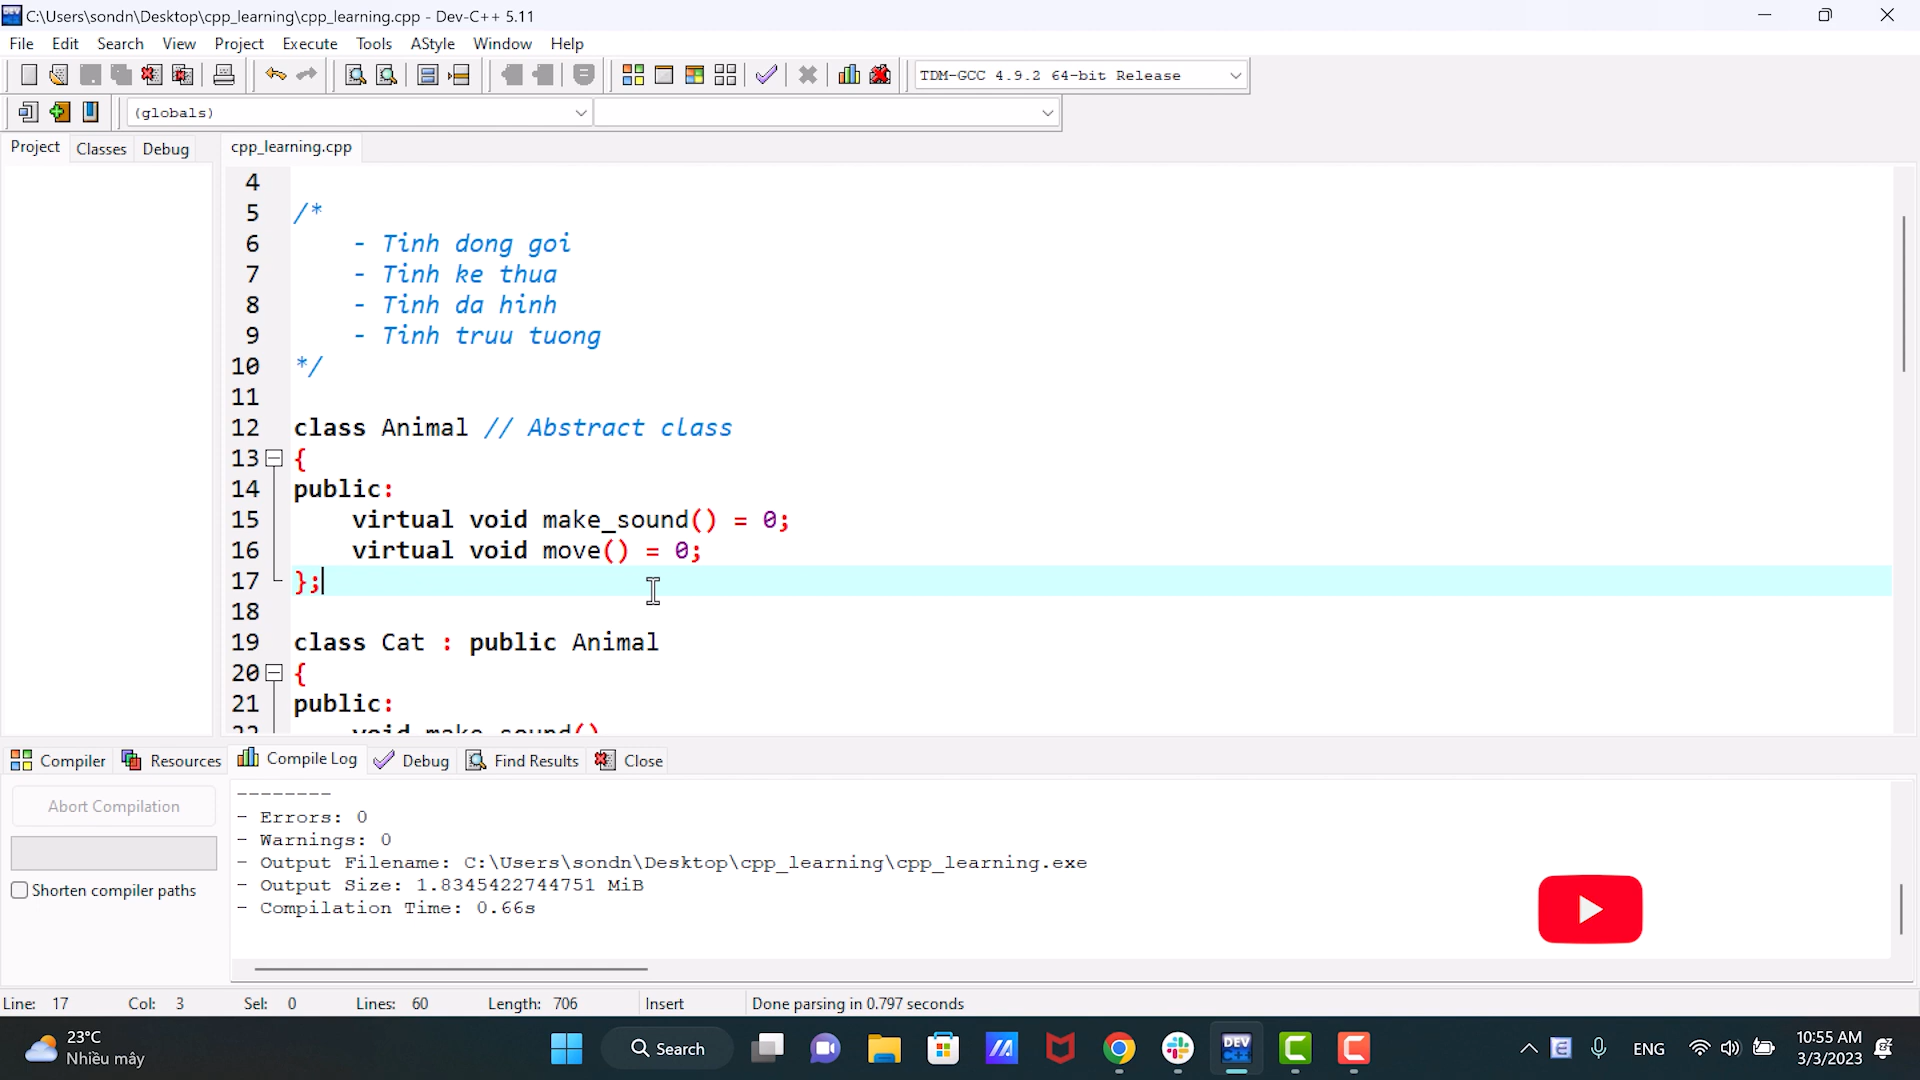 C:\Users\sondn\Desktop\cpp_learning\cpp_learning.cpp - Dev-C++ 5.11
File Edit Search View Project Execute Tools AStyle Window Help
TDM-GCC 4.9.2 64-bit Release
(globals)
Project Classes Debug cpp_learning.cpp
4
5 /*
6 - Tinh dong goi
7 - Tinh ke thua
8 - Tinh da hinh
9 - Tinh truu tuong
10 */
11
12 class Animal // Abstract class
13 {
14 public:
15 virtual void make_sound() = 0;
16 virtual void move() = 0;
17 };
18
19 class Cat : public Animal
20 {
21 public:
22 void make_sound()
Compiler Resources Compile Log Debug Find Results Close
Abort Compilation
Shorten compiler paths
--------
- Errors: 0
- Warnings: 0
- Output Filename: C:\Users\sondn\Desktop\cpp_learning\cpp_learning.exe
- Output Size: 1.8345422744751 MiB
- Compilation Time: 0.66s
Line: 17 Col: 3 Sel: 0 Lines: 60 Length: 706 Insert Done parsing in 0.797 seconds
23°C
Nhiều mây
Search
DEV C++
ENG
10:55 AM
3/3/2023